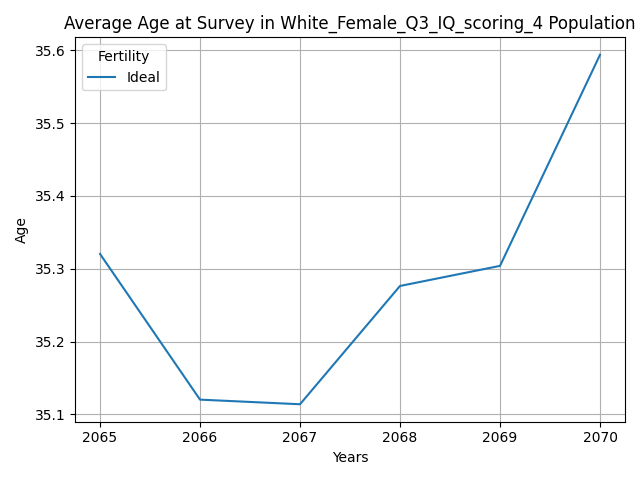 Average Age at Survey in White_Female_Q3_IQ_scoring_4 Population
Fertility
Ideal
35.6
35.5
35.4
35.3
35.2
35.1
Age
2065 2066 2067 2068 2069 2070
Years